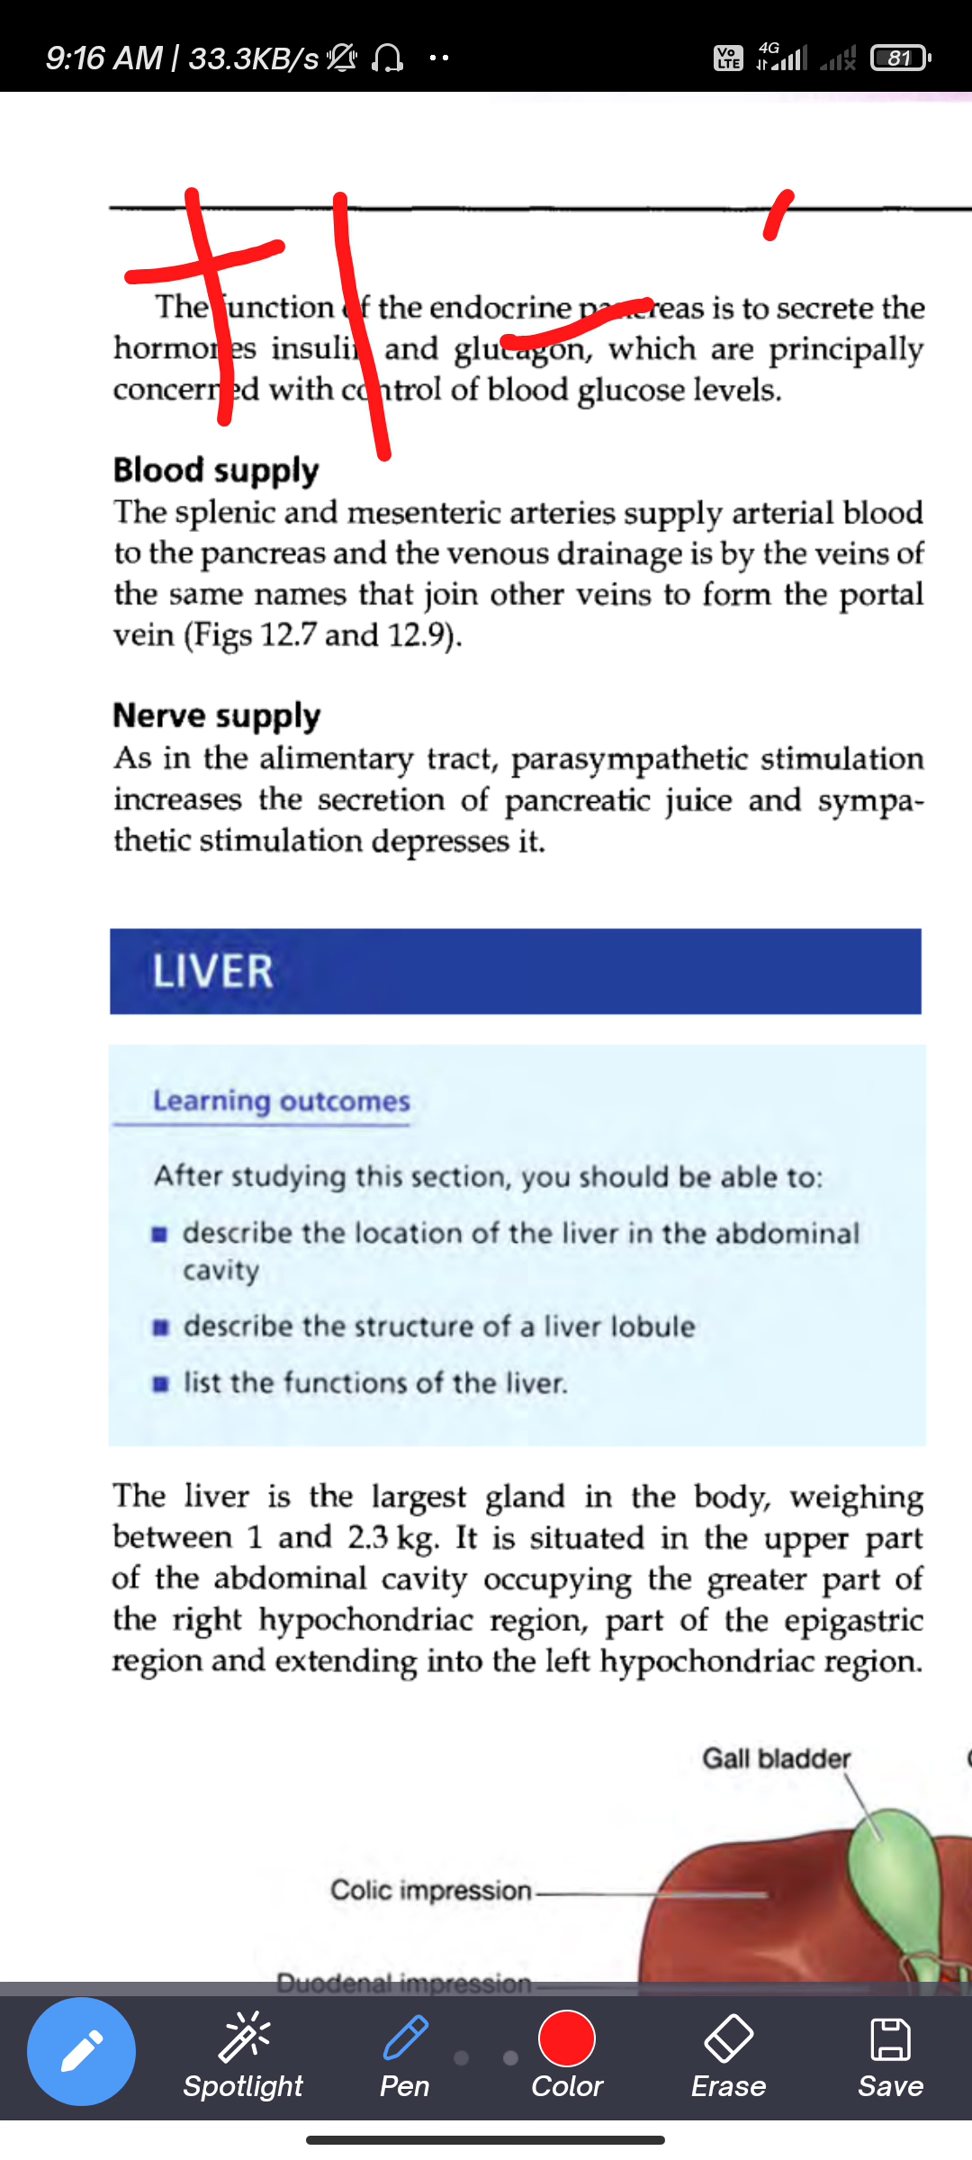 9:16 AM | 33.3KB/s
Vo LTE 4G 81
The function of the endocrine pancreas is to secrete the
hormones insulin and glucagon, which are principally
concerned with control of blood glucose levels.
Blood supply
The splenic and mesenteric arteries supply arterial blood
to the pancreas and the venous drainage is by the veins of
the same names that join other veins to form the portal
vein (Figs 12.7 and 12.9).
Nerve supply
As in the alimentary tract, parasympathetic stimulation
increases the secretion of pancreatic juice and sympa-
thetic stimulation depresses it.
LIVER
Learning outcomes
After studying this section, you should be able to:
■ describe the location of the liver in the abdominal
cavity
■ describe the structure of a liver lobule
■ list the functions of the liver.
The liver is the largest gland in the body, weighing
between 1 and 2.3 kg. It is situated in the upper part
of the abdominal cavity occupying the greater part of
the right hypochondriac region, part of the epigastric
region and extending into the left hypochondriac region.
Gall bladder
Colic impression
Duodenal impression
Spotlight Pen Color Erase Save